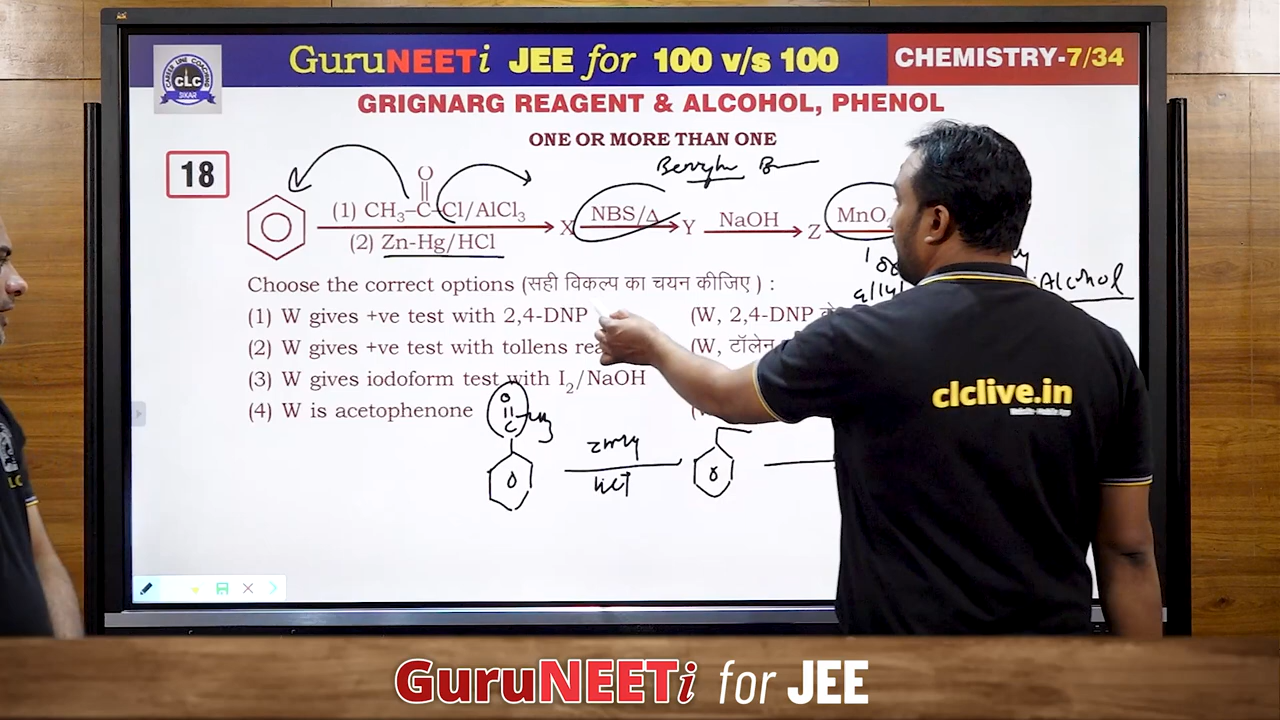 GuruNEETi JEE for 100 v/s 100
CHEMISTRY-7/34
CLC
SIKAR
GRIGNARG REAGENT & ALCOHOL, PHENOL
ONE OR MORE THAN ONE
18
O
(1) CH3–C–Cl/AlCl3
(2) Zn-Hg/HCl
X
NBS/Δ
Y
NaOH
Z
MnO
Choose the correct options (सही विकल्प का चयन कीजिए ) :
Alcohol
(1) W gives +ve test with 2,4-DNP
(W, 2,4-DNP
(2) W gives +ve test with tollens rea
(W, टॉलेन
(3) W gives iodoform test with I2/NaOH
(4) W is acetophenone
O
C
HCl
clclive.in
GuruNEETi for JEE